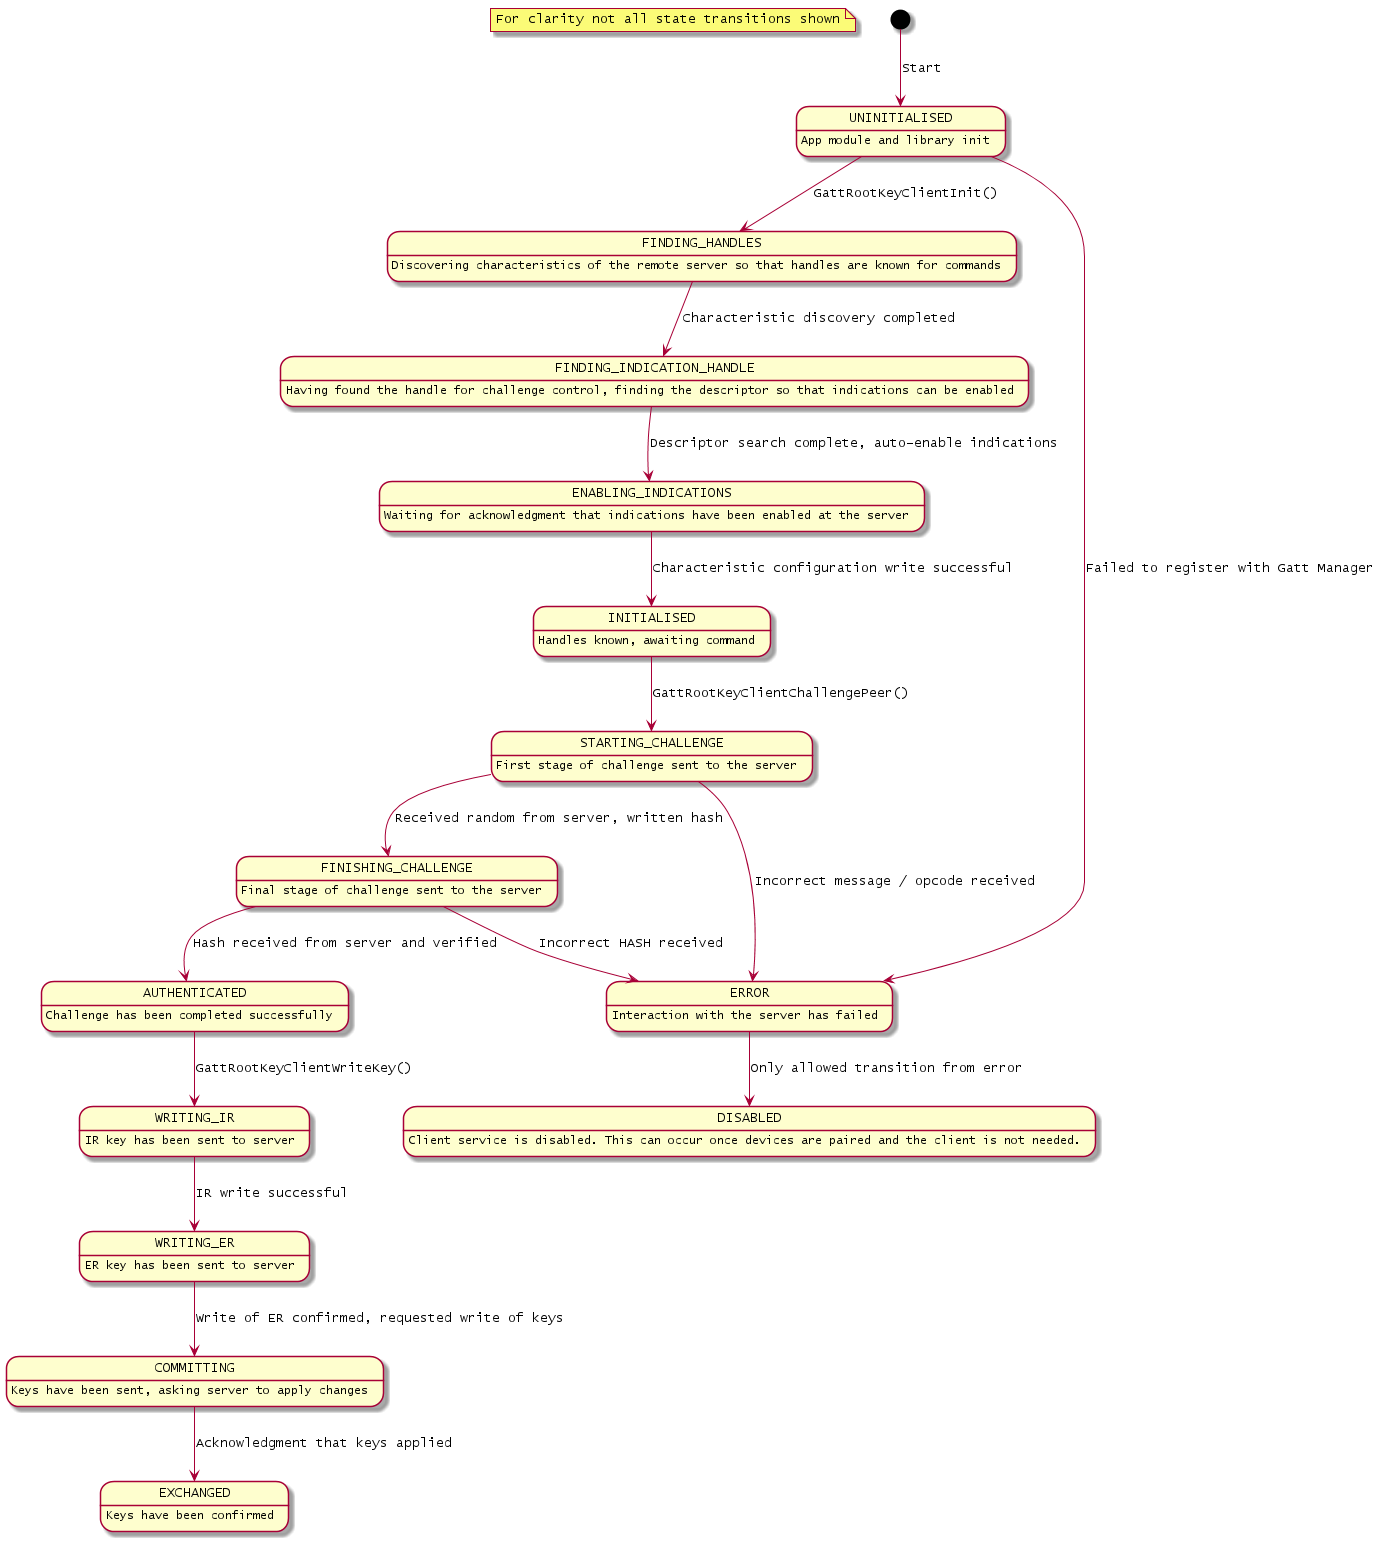 For clarity not all state transitions shown
Start
UNINITIALISED
App module and library init
GattRootKeyClientInit()
FINDING_HANDLES
Discovering characteristics of the remote server so that handles are known for commands
Characteristic discovery completed
FINDING_INDICATION_HANDLE
Having found the handle for challenge control, finding the descriptor so that indications can be enabled
Descriptor search complete, auto-enable indications
ENABLING_INDICATIONS
Waiting for acknowledgment that indications have been enabled at the server
Characteristic configuration write successful
Failed to register with Gatt Manager
INITIALISED
Handles known, awaiting command
GattRootKeyClientChallengePeer()
STARTING_CHALLENGE
First stage of challenge sent to the server
Received random from server, written hash
FINISHING_CHALLENGE
Final stage of challenge sent to the server
Incorrect message / opcode received
Hash received from server and verified
Incorrect HASH received
AUTHENTICATED
Challenge has been completed successfully
ERROR
Interaction with the server has failed
GattRootKeyClientWriteKey()
Only allowed transition from error
WRITING_IR
IR key has been sent to server
DISABLED
Client service is disabled. This can occur once devices are paired and the client is not needed.
IR write successful
WRITING_ER
ER key has been sent to server
Write of ER confirmed, requested write of keys
COMMITTING
Keys have been sent, asking server to apply changes
Acknowledgment that keys applied
EXCHANGED
Keys have been confirmed